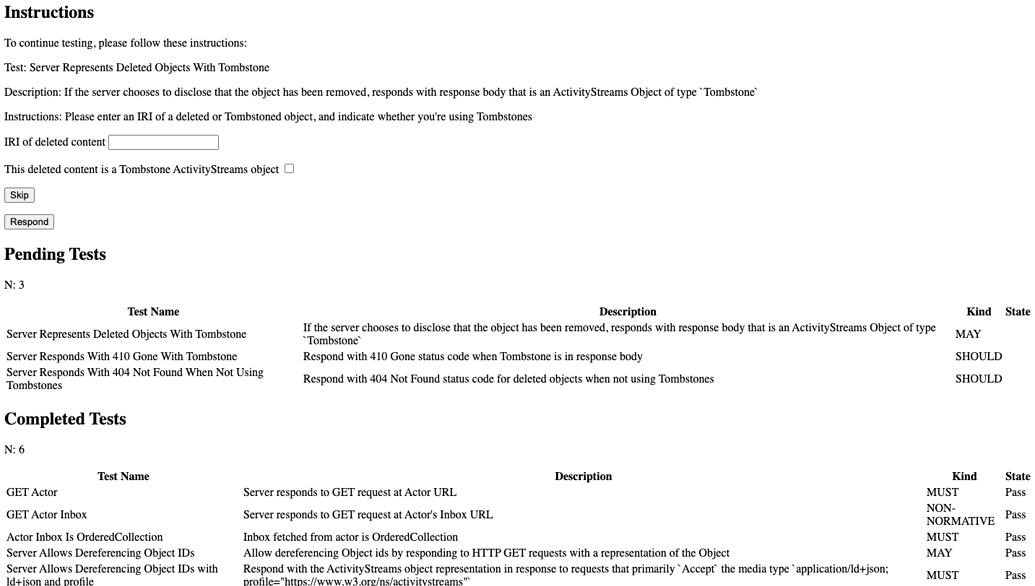 Instructions
To continue testing, please follow these instructions:
Test: Server Represents Deleted Objects With Tombstone
Description: If the server chooses to disclose that the object has been removed, responds with response body that is an ActivityStreams Object of type `Tombstone`
Instructions: Please enter an IRI of a deleted or Tombstoned object, and indicate whether you're using Tombstones
IRI of deleted content
This deleted content is a Tombstone ActivityStreams object
Skip
Respond
Pending Tests
N: 3
Test Name Description Kind State
Server Represents Deleted Objects With Tombstone If the server chooses to disclose that the object has been removed, responds with response body that is an ActivityStreams Object of type MAY
`Tombstone`
Server Responds With 410 Gone With Tombstone Respond with 410 Gone status code when Tombstone is in response body SHOULD
Server Responds With 404 Not Found When Not Using
Tombstones Respond with 404 Not Found status code for deleted objects when not using Tombstones SHOULD
Completed Tests
N: 6
Test Name Description Kind State
GET Actor Server responds to GET request at Actor URL MUST Pass
GET Actor Inbox Server responds to GET request at Actor's Inbox URL NON-
NORMATIVE Pass
Actor Inbox Is OrderedCollection Inbox fetched from actor is OrderedCollection MUST Pass
Server Allows Dereferencing Object IDs Allow dereferencing Object ids by responding to HTTP GET requests with a representation of the Object MAY Pass
Server Allows Dereferencing Object IDs with Respond with the ActivityStreams object representation in response to requests that primarily `Accept` the media type `application/ld+json; MUST Pass
ld+json and profile profile="https://www.w3.org/ns/activitystreams"`